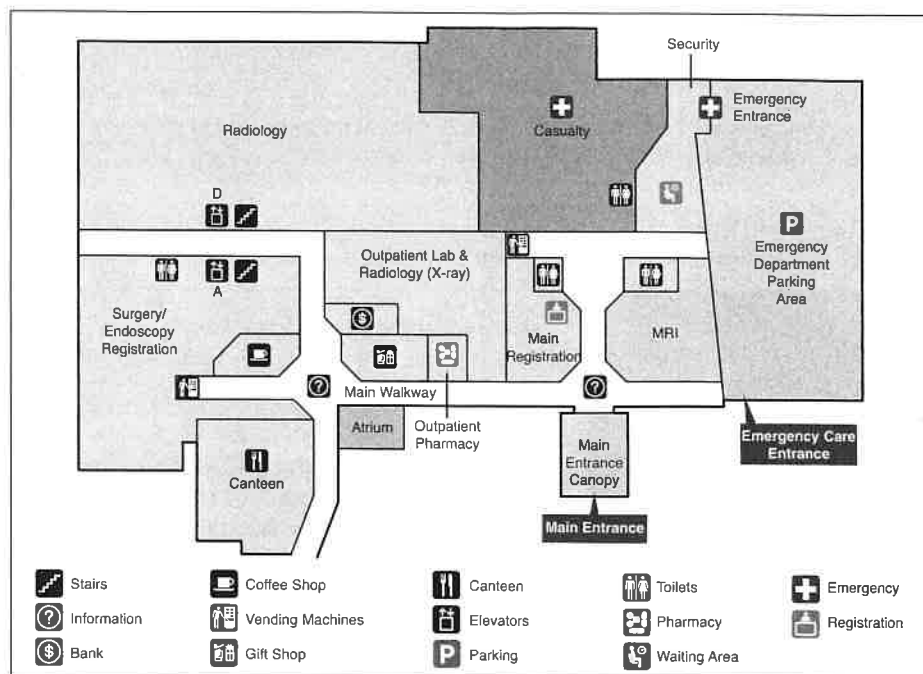 Security
Emergency
Entrance
Radiology
Casualty
D
P
Emergency
Department
Parking
Area
Outpatient Lab &
Radiology (X-ray)
A
Surgery/
Endoscopy
Registration
$
Main
Registration
MRI
?
Main Walkway
?
Atrium
Outpatient
Pharmacy
Canteen
Main
Entrance
Canopy
Emergency Care
Entrance
Main Entrance
Stairs
Coffee Shop
Canteen
Toilets
Emergency
? Information
Vending Machines
Elevators
Pharmacy
Registration
$ Bank
Gift Shop
P Parking
Waiting Area